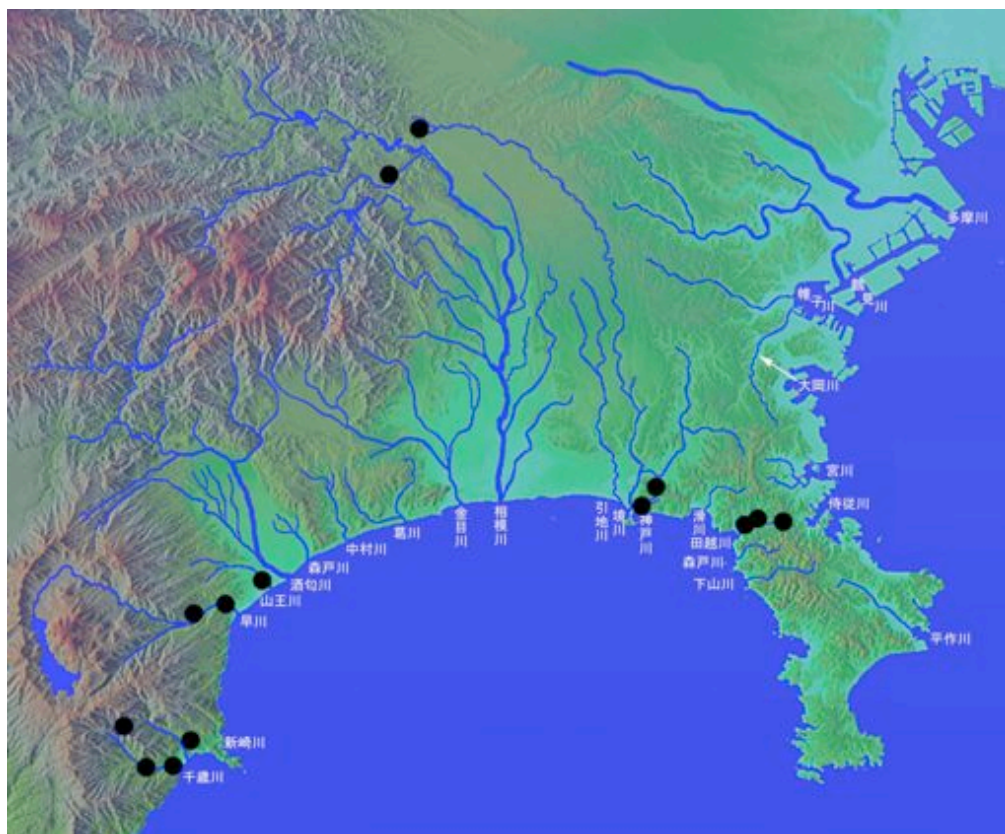 多摩川
鶴見川
帷子川
大岡川
宮川
侍従川
平作川
下山川
森戸川
田越川
滑川
神戸川
境川
引地川
相模川
金目川
葛川
中村川
森戸川
酒匂川
山王川
早川
新崎川
千歳川